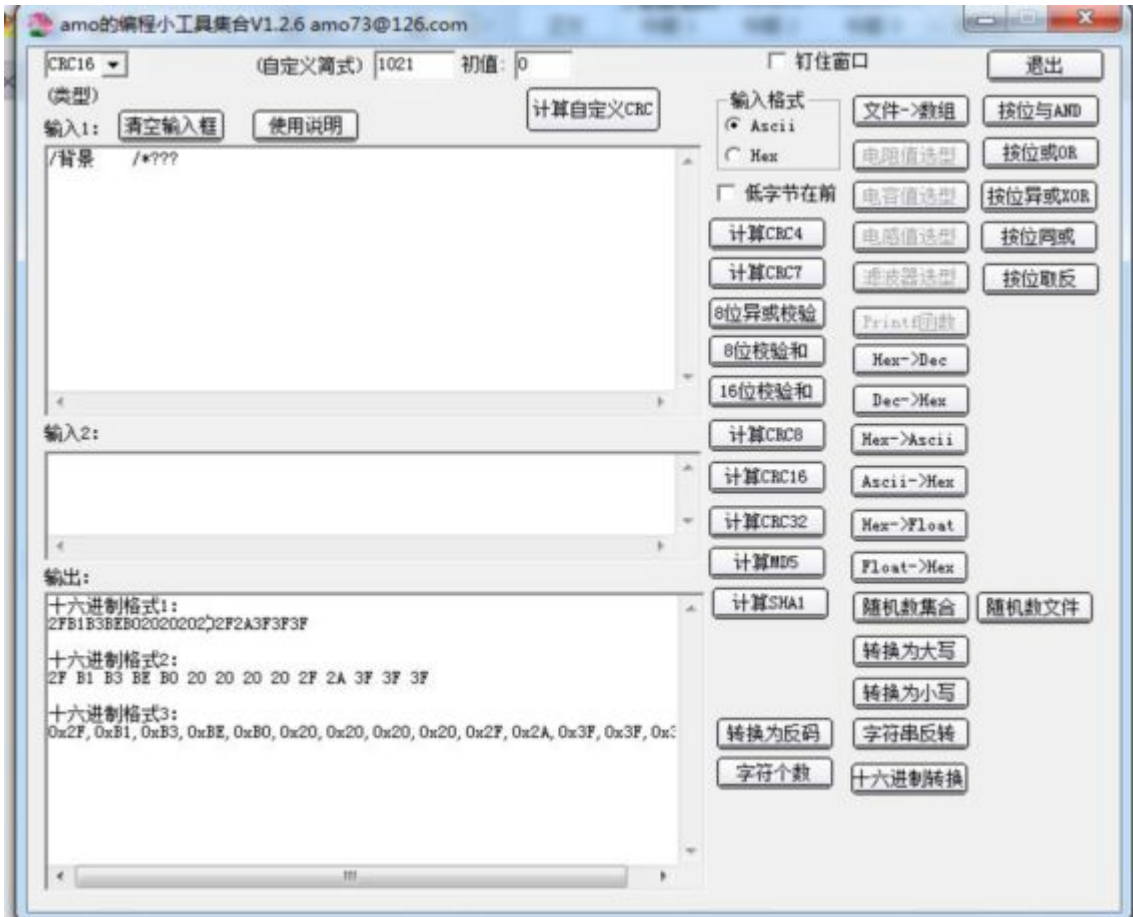 amo的编程小工具集合V1.2.6 amo73@126.com
CRC16 (自定义简式) 1021 初值: 0 钉住窗口 退出
(类型)
输入1: 清空输入框 使用说明 计算自定义CRC
/背景    /*???
输入格式
Ascii
Hex
低字节在前
计算CRC4
计算CRC7
8位异或校验
8位校验和
16位校验和
计算CRC8
计算CRC16
计算CRC32
计算MD5
计算SHA1
转换为反码
字符个数
文件->数组
电阻值选型
电容值选型
电感值选型
滤波器选型
Printf函数
Hex->Dec
Dec->Hex
Hex->Ascii
Ascii->Hex
Hex->Float
Float->Hex
随机数集合
转换为大写
转换为小写
字符串反转
十六进制转换
按位与AND
按位或OR
按位异或XOR
按位同或
按位取反
随机数文件
输入2:
输出:
十六进制格式1:
2FB1B3BEB0202020202F2A3F3F3F
十六进制格式2:
2F B1 B3 BE B0 20 20 20 20 2F 2A 3F 3F 3F
十六进制格式3:
0x2F,0xB1,0xB3,0xBE,0xB0,0x20,0x20,0x20,0x20,0x2F,0x2A,0x3F,0x3F,0x3